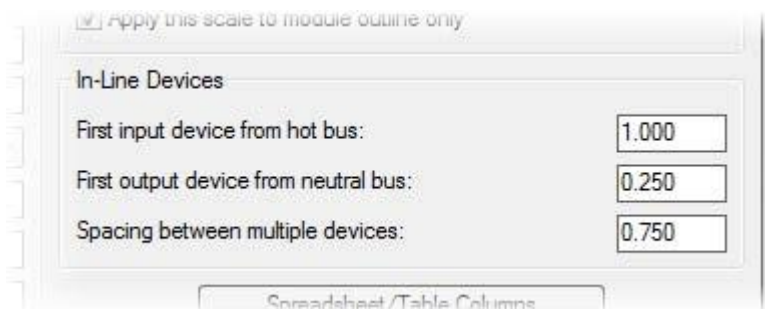 Apply this scale to module outline only
In-Line Devices
First input device from hot bus: 1.000
First output device from neutral bus: 0.250
Spacing between multiple devices: 0.750
Spreadsheet/Table Columns